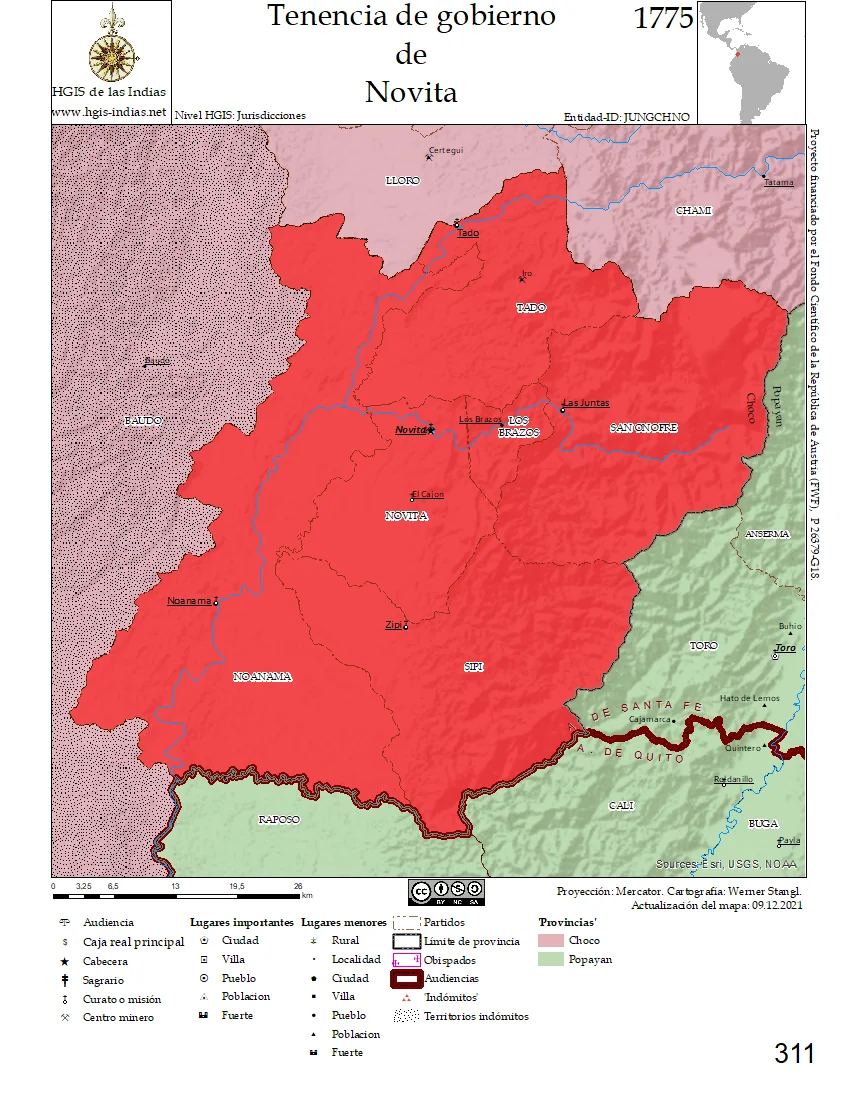 Tenencia de gobierno
de
Novita
1775
HGIS de las Indias
www.hgis-indias.net
Nivel HGIS: Jurisdicciones
Entidad-ID: JUNGCHNO
Proyecto financiado por el Fondo Científico de la República de Austria (FWF), P 26379-G18.
Certegui
LLORO
Tatama
CHAMI
Tado
Iro
TADO
Baudo
BAUDO
Choco
Popayan
Las Juntas
Los Brazos
LOS
BRAZOS
SAN ONOFRE
Novita
El Cajon
NOVITA
ANSERMA
Noanama
Zipi
Buhio
TORO
Toro
SIPI
NOANAMA
Hato de Lemos
A. DE SANTA FE
Cajamarca
A. DE QUITO
Quintero
Roldanillo
CALI
RAPOSO
BUGA
Payla
Sources: Esri, USGS, NOAA
0 3,25 6,5 13 19,5 26
km
CC BY NC SA
Proyección: Mercator. Cartografía: Werner Stangl.
Actualización del mapa: 09.12.2021
Audiencia
Caja real principal
Cabecera
Sagrario
Curato o misión
Centro minero
Lugares importantes
Ciudad
Villa
Pueblo
Poblacion
Fuerte
Lugares menores
Rural
Localidad
Ciudad
Villa
Pueblo
Poblacion
Fuerte
Partidos
Límite de provincia
Obispados
Audiencias
'Indómitos'
Territorios indómitos
'Provincias'
Choco
Popayan
311